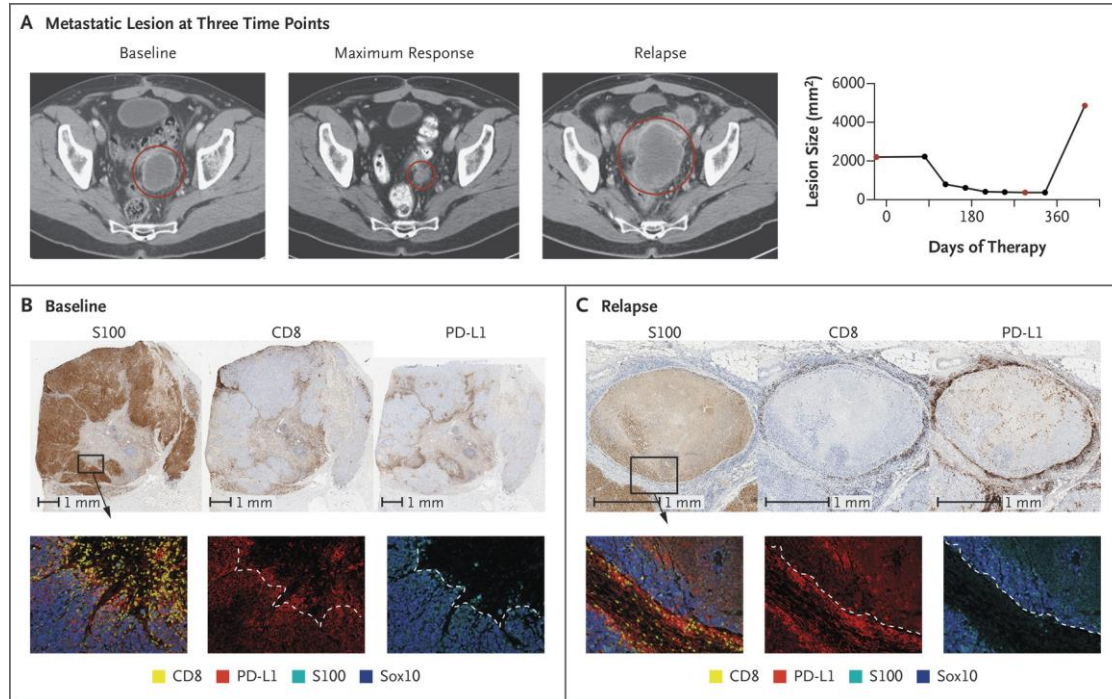 A Metastatic Lesion at Three Time Points
Baseline
Maximum Response
Relapse
Lesion Size (mm²)
6000
4000
2000
0
0
180
360
Days of Therapy
B Baseline
S100
CD8
PD-L1
1 mm
1 mm
1 mm
CD8
PD-L1
S100
Sox10
C Relapse
S100
CD8
PD-L1
1 mm
1 mm
1 mm
CD8
PD-L1
S100
Sox10